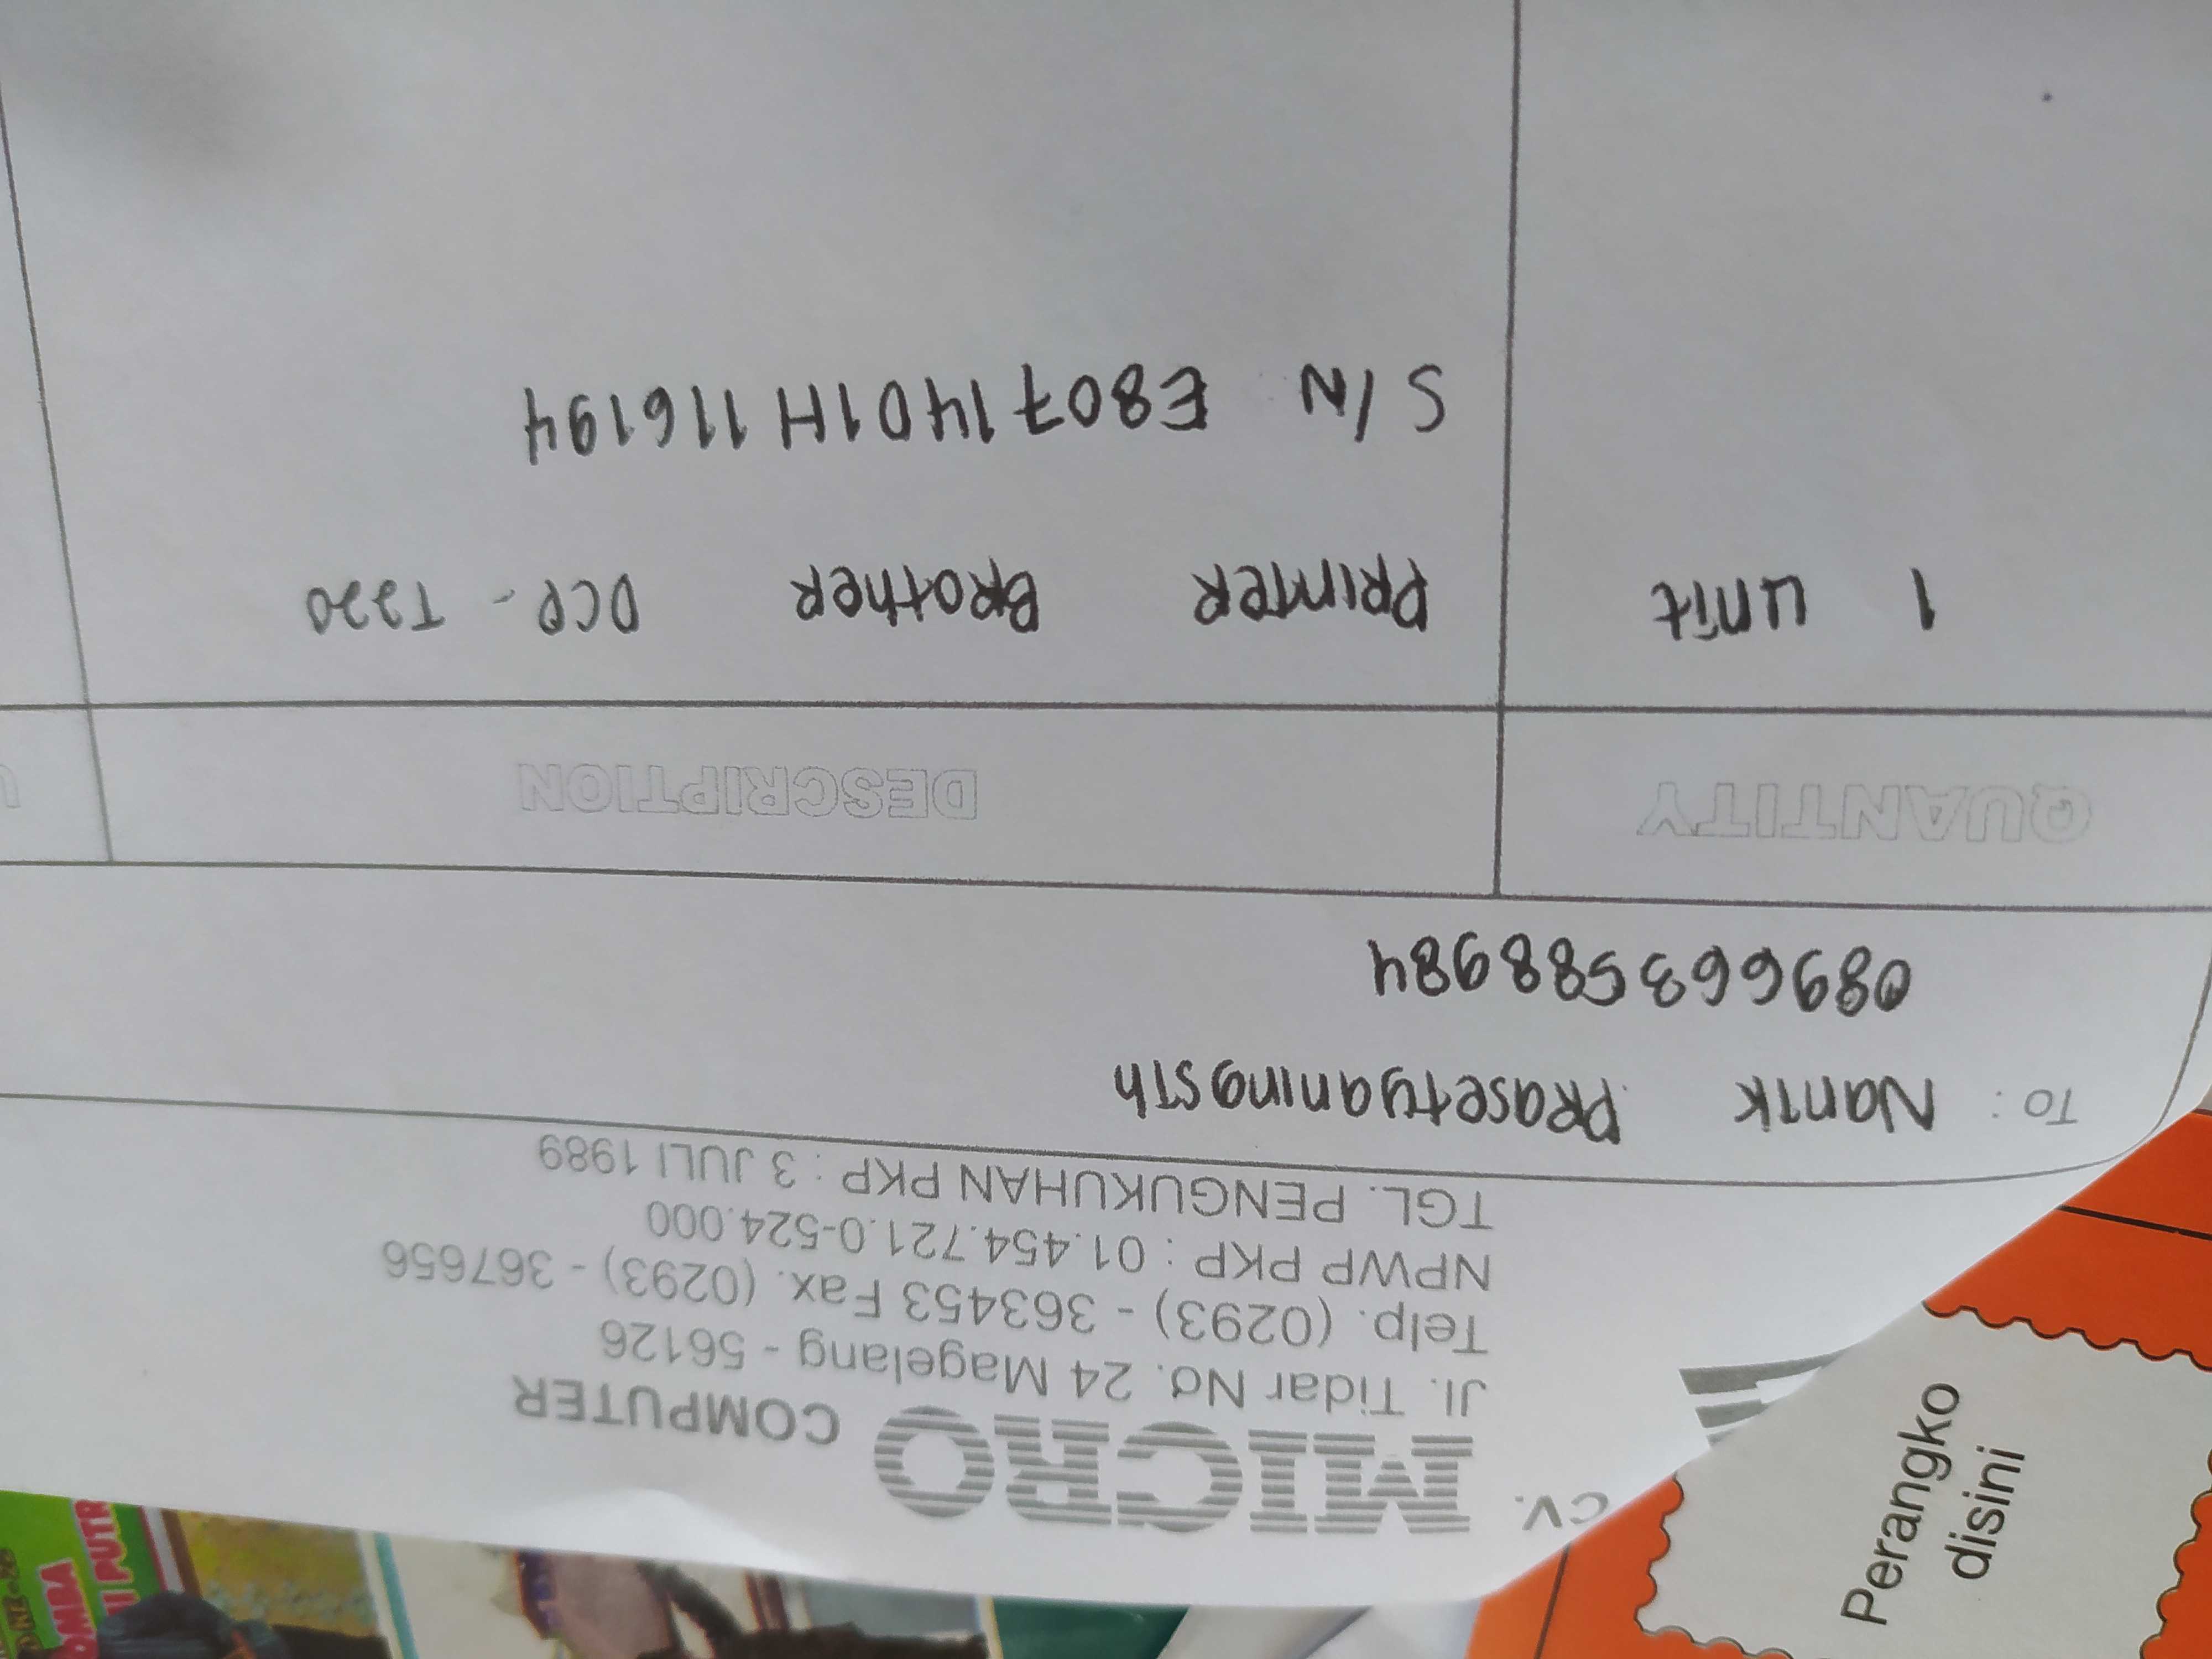 CV. MICRO COMPUTER
Jl. Tidar No. 24 Magelang - 56126
Telp. (0293) - 363453 Fax. (0293) - 367656
NPWP PKP : 01.454.721.0-524.000
TGL. PENGUKUHAN PKP : 3 JULI 1989
To : Nanik Prasetyaningsih
089663588984
QUANTITY DESCRIPTION
1 unit PRINTER BROTHER DCP - T220
S/N E80714D1H116194
Perangko
disini